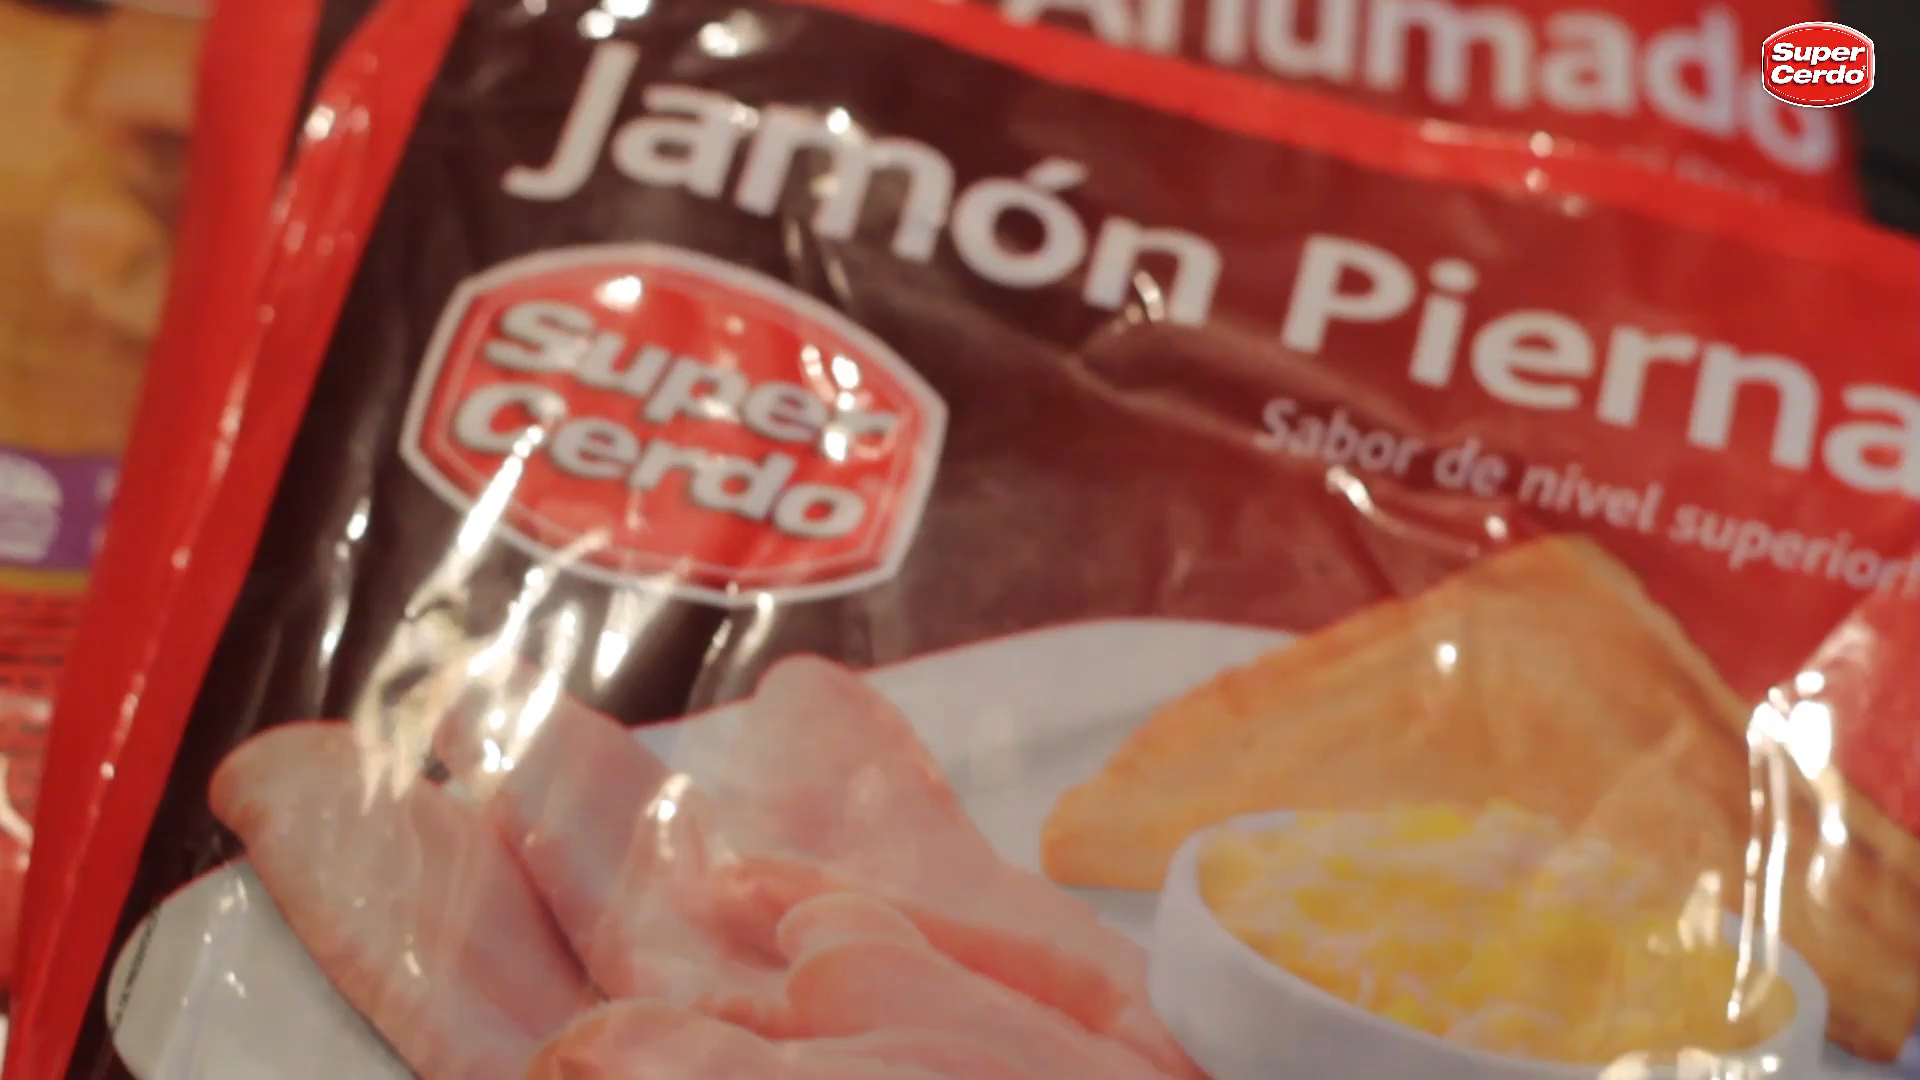 Ahumado
Super
Cerdo
Jamón Pierna
Super
Cerdo
Sabor de nivel superior!